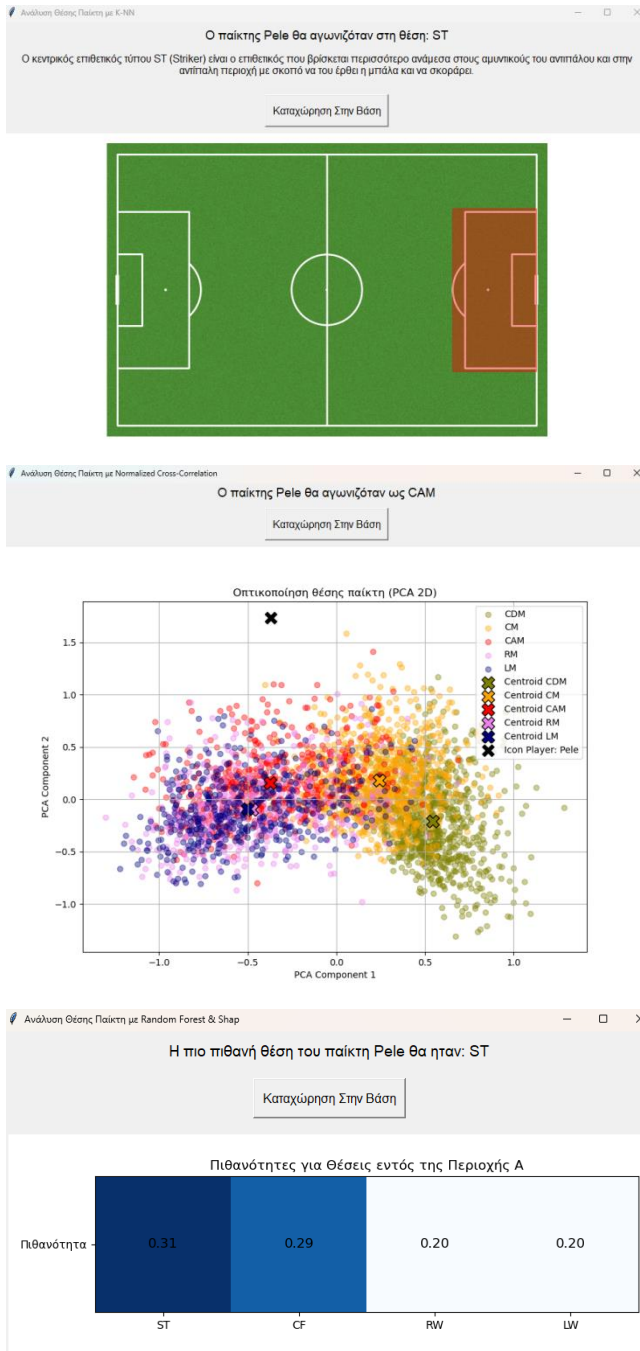 Ανάλυση Θέσης Παίκτη με K-NN
Ο παίκτης Pele θα αγωνιζόταν στη θέση: ST
Ο κεντρικός επιθετικός τύπου ST (Striker) είναι ο επιθετικός που βρίσκεται περισσότερο ανάμεσα στους αμυντικούς του αντιπάλου και στην
αντίπαλη περιοχή με σκοπό να του έρθει η μπάλα και να σκοράρει.
Καταχώρηση Στην Βάση
Ανάλυση Θέσης Παίκτη με Normalized Cross-Correlation
Ο παίκτης Pele θα αγωνιζόταν ως CAM
Καταχώρηση Στην Βάση
Οπτικοποίηση θέσης παίκτη (PCA 2D)
CDM
CM
CAM
RM
LM
Centroid CDM
Centroid CM
Centroid CAM
Centroid RM
Centroid LM
Icon Player: Pele
PCA Component 2
1.5
1.0
0.5
0.0
−0.5
−1.0
−1.0 −0.5 0.0 0.5 1.0
PCA Component 1
Ανάλυση Θέσης Παίκτη με Random Forest & Shap
Η πιο πιθανή θέση του παίκτη Pele θα ηταν: ST
Καταχώρηση Στην Βάση
Πιθανότητες για Θέσεις εντός της Περιοχής Α
Πιθανότητα 0.31 0.29 0.20 0.20
ST CF RW LW